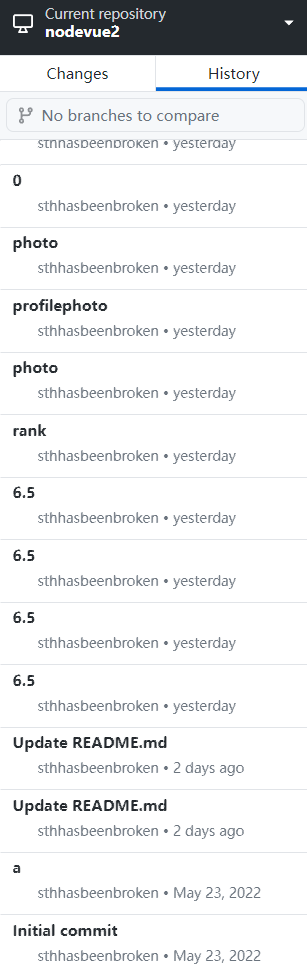 Current repository
nodevue2
Changes
History
No branches to compare
sthhasbeenbroken • yesterday
0
sthhasbeenbroken • yesterday
photo
sthhasbeenbroken • yesterday
profilephoto
sthhasbeenbroken • yesterday
photo
sthhasbeenbroken • yesterday
rank
sthhasbeenbroken • yesterday
6.5
sthhasbeenbroken • yesterday
6.5
sthhasbeenbroken • yesterday
6.5
sthhasbeenbroken • yesterday
6.5
sthhasbeenbroken • yesterday
Update README.md
sthhasbeenbroken • 2 days ago
Update README.md
sthhasbeenbroken • 2 days ago
a
sthhasbeenbroken • May 23, 2022
Initial commit
sthhasbeenbroken • May 23, 2022